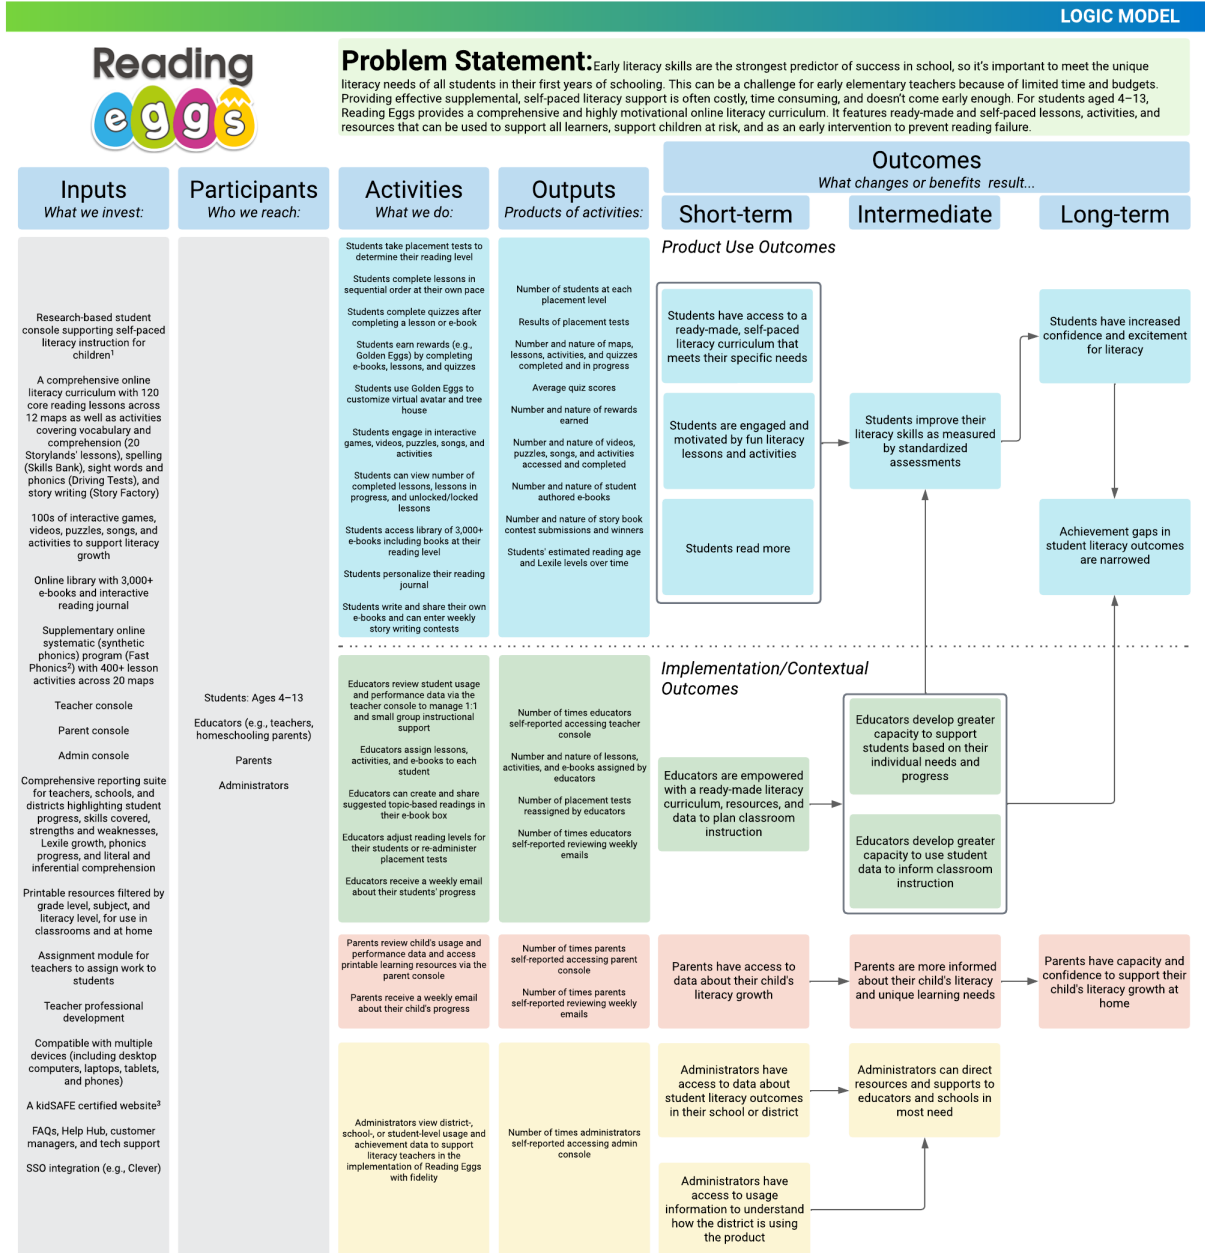 LOGIC MODEL
Reading
eggs
Problem Statement: Early literacy skills are the strongest predictor of success in school, so it's important to meet the unique
literacy needs of all students in their first years of schooling. This can be a challenge for early elementary teachers because of limited time and budgets.
Providing effective supplemental, self-paced literacy support is often costly, time consuming, and doesn't come early enough. For students aged 4–13,
Reading Eggs provides a comprehensive and highly motivational online literacy curriculum. It features ready-made and self-paced lessons, activities, and
resources that can be used to support all learners, support children at risk, and as an early intervention to prevent reading failure.
Inputs
What we invest:
Participants
Who we reach:
Activities
What we do:
Outputs
Products of activities:
Outcomes
What changes or benefits result...
Short-term
Intermediate
Long-term
Research-based student
console supporting self-paced
literacy instruction for
children¹
A comprehensive online
literacy curriculum with 120
core reading lessons across
12 maps as well as activities
covering vocabulary and
comprehension (20
Storylands' lessons), spelling
(Skills Bank), sight words and
phonics (Driving Tests), and
story writing (Story Factory)
100s of interactive games,
videos, puzzles, songs, and
activities to support literacy
growth
Online library with 3,000+
e-books and interactive
reading journal
Supplementary online
systematic (synthetic
phonics) program (Fast
Phonics²) with 400+ lesson
activities across 20 maps
Teacher console
Parent console
Admin console
Comprehensive reporting suite
for teachers, schools, and
districts highlighting student
progress, skills covered,
strengths and weaknesses,
Lexile growth, phonics
progress, and literal and
inferential comprehension
Printable resources filtered by
grade level, subject, and
literacy level, for use in
classrooms and at home
Assignment module for
teachers to assign work to
students
Teacher professional
development
Compatible with multiple
devices (including desktop
computers, laptops, tablets,
and phones)
A kidSAFE certified website³
FAQs, Help Hub, customer
managers, and tech support
SSO integration (e.g., Clever)
Students: Ages 4–13
Educators (e.g., teachers,
homeschooling parents)
Parents
Administrators
Students take placement tests to
determine their reading level
Students complete lessons in
sequential order at their own pace
Students complete quizzes after
completing a lesson or e-book
Students earn rewards (e.g.,
Golden Eggs) by completing
e-books, lessons, and quizzes
Students use Golden Eggs to
customize virtual avatar and tree
house
Students engage in interactive
games, videos, puzzles, songs, and
activities
Students can view number of
completed lessons, lessons in
progress, and unlocked/locked
lessons
Students access library of 3,000+
e-books including books at their
reading level
Students personalize their reading
journal
Students write and share their own
e-books and can enter weekly
story writing contests
Number of students at each
placement level
Results of placement tests
Number and nature of maps,
lessons, activities, and quizzes
completed and in progress
Average quiz scores
Number and nature of rewards
earned
Number and nature of videos,
puzzles, songs, and activities
accessed and completed
Number and nature of student
authored e-books
Number and nature of story book
contest submissions and winners
Students' estimated reading age
and Lexile levels over time
Product Use Outcomes
Students have access to a
ready-made, self-paced
literacy curriculum that
meets their specific needs
Students are engaged and
motivated by fun literacy
lessons and activities
Students read more
Students improve their
literacy skills as measured
by standardized
assessments
Students have increased
confidence and excitement
for literacy
Achievement gaps in
student literacy outcomes
are narrowed
Educators review student usage
and performance data via the
teacher console to manage 1:1
and small group instructional
support
Educators assign lessons,
activities, and e-books to each
student
Educators can create and share
suggested topic-based readings in
their e-book box
Educators adjust reading levels for
their students or re-administer
placement tests
Educators receive a weekly email
about their students' progress
Number of times educators
self-reported accessing teacher
console
Number and nature of lessons,
activities, and e-books assigned by
educators
Number of placement tests
reassigned by educators
Number of times educators
self-reported reviewing weekly
emails
Implementation/Contextual
Outcomes
Educators are empowered
with a ready-made literacy
curriculum, resources, and
data to plan classroom
instruction
Educators develop greater
capacity to support
students based on their
individual needs and
progress
Educators develop greater
capacity to use student
data to inform classroom
instruction
Parents review child's usage and
performance data and access
printable learning resources via the
parent console
Parents receive a weekly email
about their child's progress
Number of times parents
self-reported accessing parent
console
Number of times parents
self-reported reviewing weekly
emails
Parents have access to
data about their child's
literacy growth
Parents are more informed
about their child's literacy
and unique learning needs
Parents have capacity and
confidence to support their
child's literacy growth at
home
Administrators view district-,
school-, or student-level usage and
achievement data to support
literacy teachers in the
implementation of Reading Eggs
with fidelity
Number of times administrators
self-reported accessing admin
console
Administrators have
access to data about
student literacy outcomes
in their school or district
Administrators can direct
resources and supports to
educators and schools in
most need
Administrators have
access to usage
information to understand
how the district is using
the product